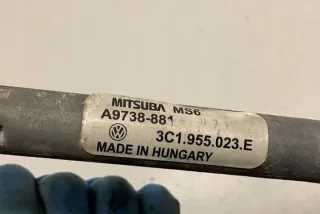 MITSUBA MS6
A9738-881
3C1.955.023.E
MADE IN HUNGARY